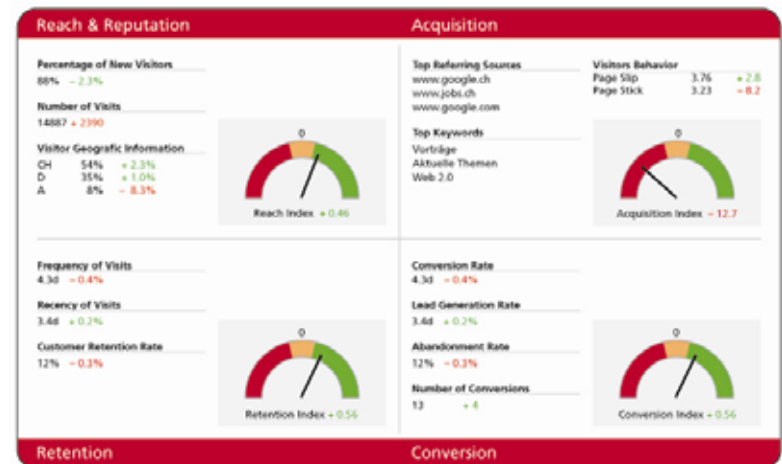 Reach & Reputation
Percentage of New Visitors
88% - 2.3%
Number of Visits
14887 + 2390
Visitor Geografic Information
CH 54% + 2.3%
D 35% + 1.0%
A 8% - 8.3%
0
Reach Index + 0.46
Acquisition
Top Referring Sources
www.google.ch
www.jobs.ch
www.google.com
Top Keywords
Vorträge
Aktuelle Themen
Web 2.0
Visitors Behavior
Page Slip 3.76 + 2.8
Page Stick 3.23 - 8.2
0
Acquisition Index - 12.7
Frequency of Visits
4.3d - 0.4%
Recency of Visits
3.4d + 0.2%
Customer Retention Rate
12% - 0.3%
0
Retention Index + 0.56
Retention
Conversion Rate
4.3d - 0.4%
Lead Generation Rate
3.4d + 0.2%
Abandonment Rate
12% - 0.3%
Number of Conversions
13 + 4
0
Conversion Index + 0.56
Conversion